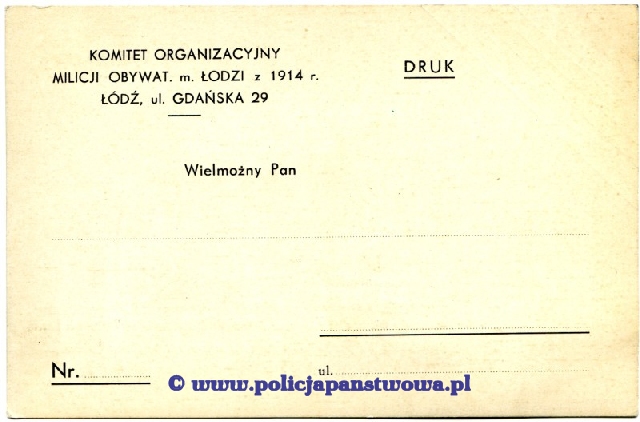 KOMITET ORGANIZACYJNY
MILICJI OBYWAT. m. ŁODZI z 1914 r.
ŁÓDŹ, ul. GDAŃSKA 29
DRUK
Wielmożny Pan
Nr.
ul.
© www.policjapanstwowa.pl